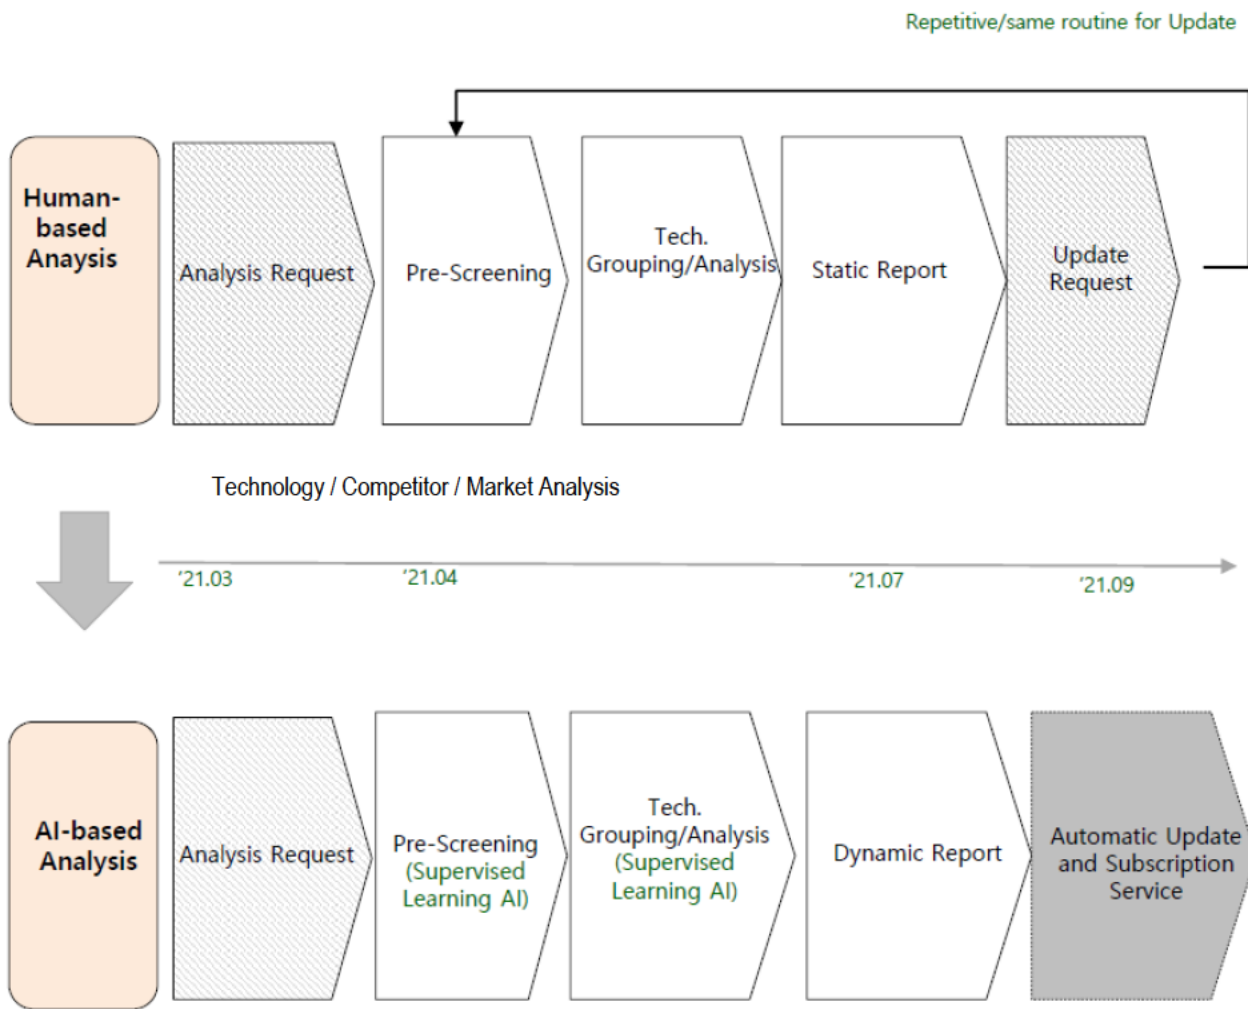 Repetitive/same routine for Update
Human-
based
Anaysis
Analysis Request
Pre-Screening
Tech.
Grouping/Analysis
Static Report
Update
Request
Technology / Competitor / Market Analysis
'21.03
'21.04
'21.07
'21.09
AI-based
Analysis
Analysis Request
Pre-Screening
(Supervised
Learning AI)
Tech.
Grouping/Analysis
(Supervised
Learning AI)
Dynamic Report
Automatic Update
and Subscription
Service